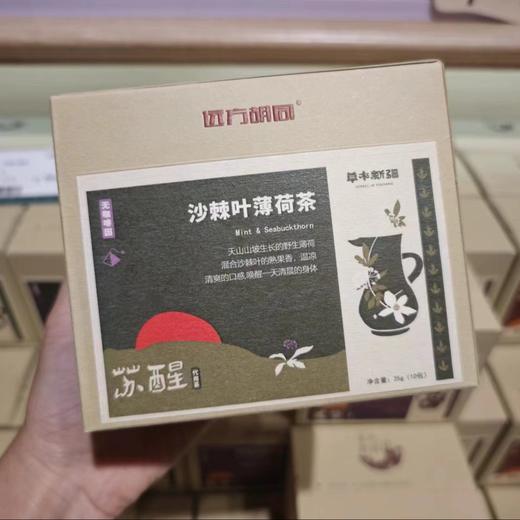 远方胡同®
无咖啡因
沙棘叶薄荷茶
Mint & Seabuckthorn
天山山坡生长的野生薄荷
混合沙棘叶的熟果香，温凉
清爽的口感,唤醒一天清晨的身体
草本新疆
苏醒
代用茶
净含量：25g（10包）